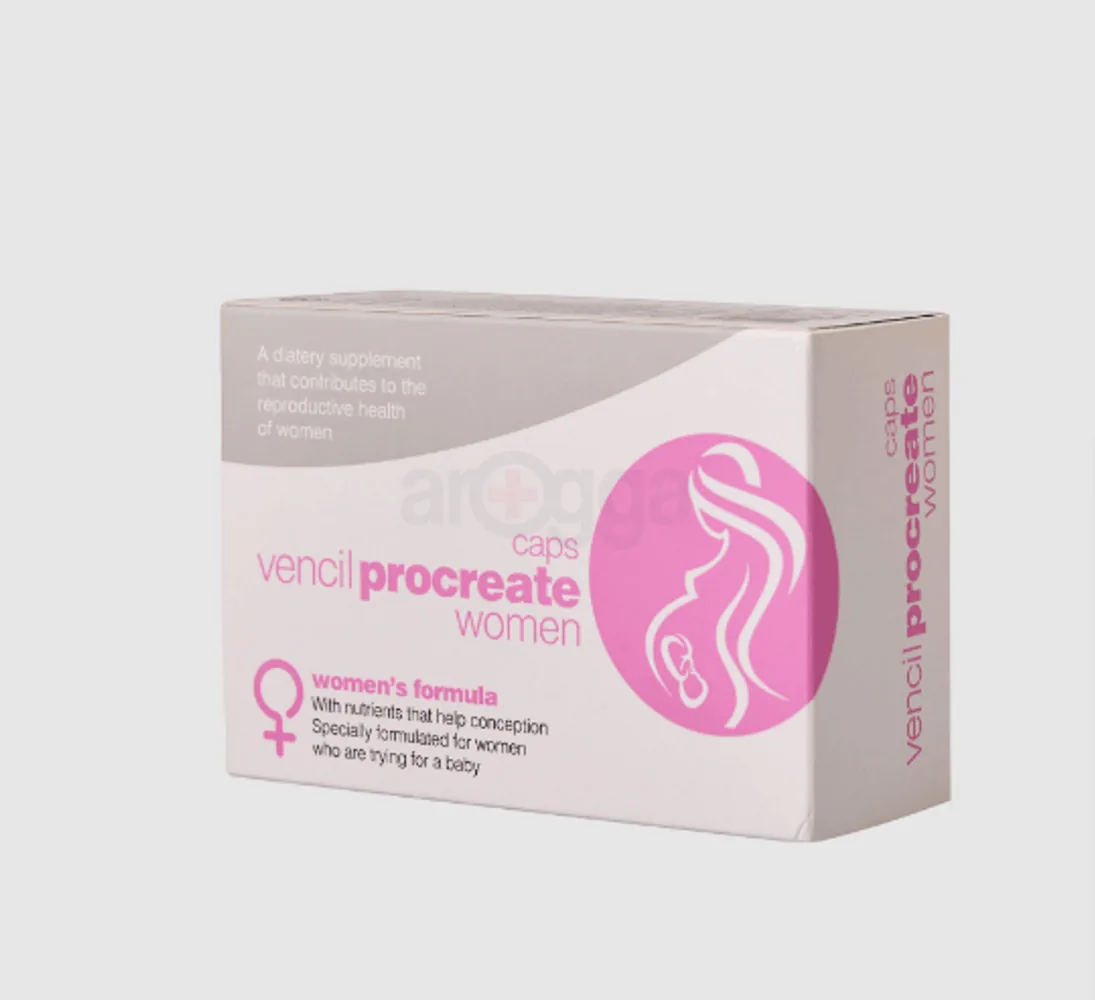 A diatery supplement
that contributes to the
reproductive health
of women
arogga
caps
vencil procreate
women
women's formula
With nutrients that help conception
Specially formulated for women
who are trying for a baby
caps
vencil procreate
women